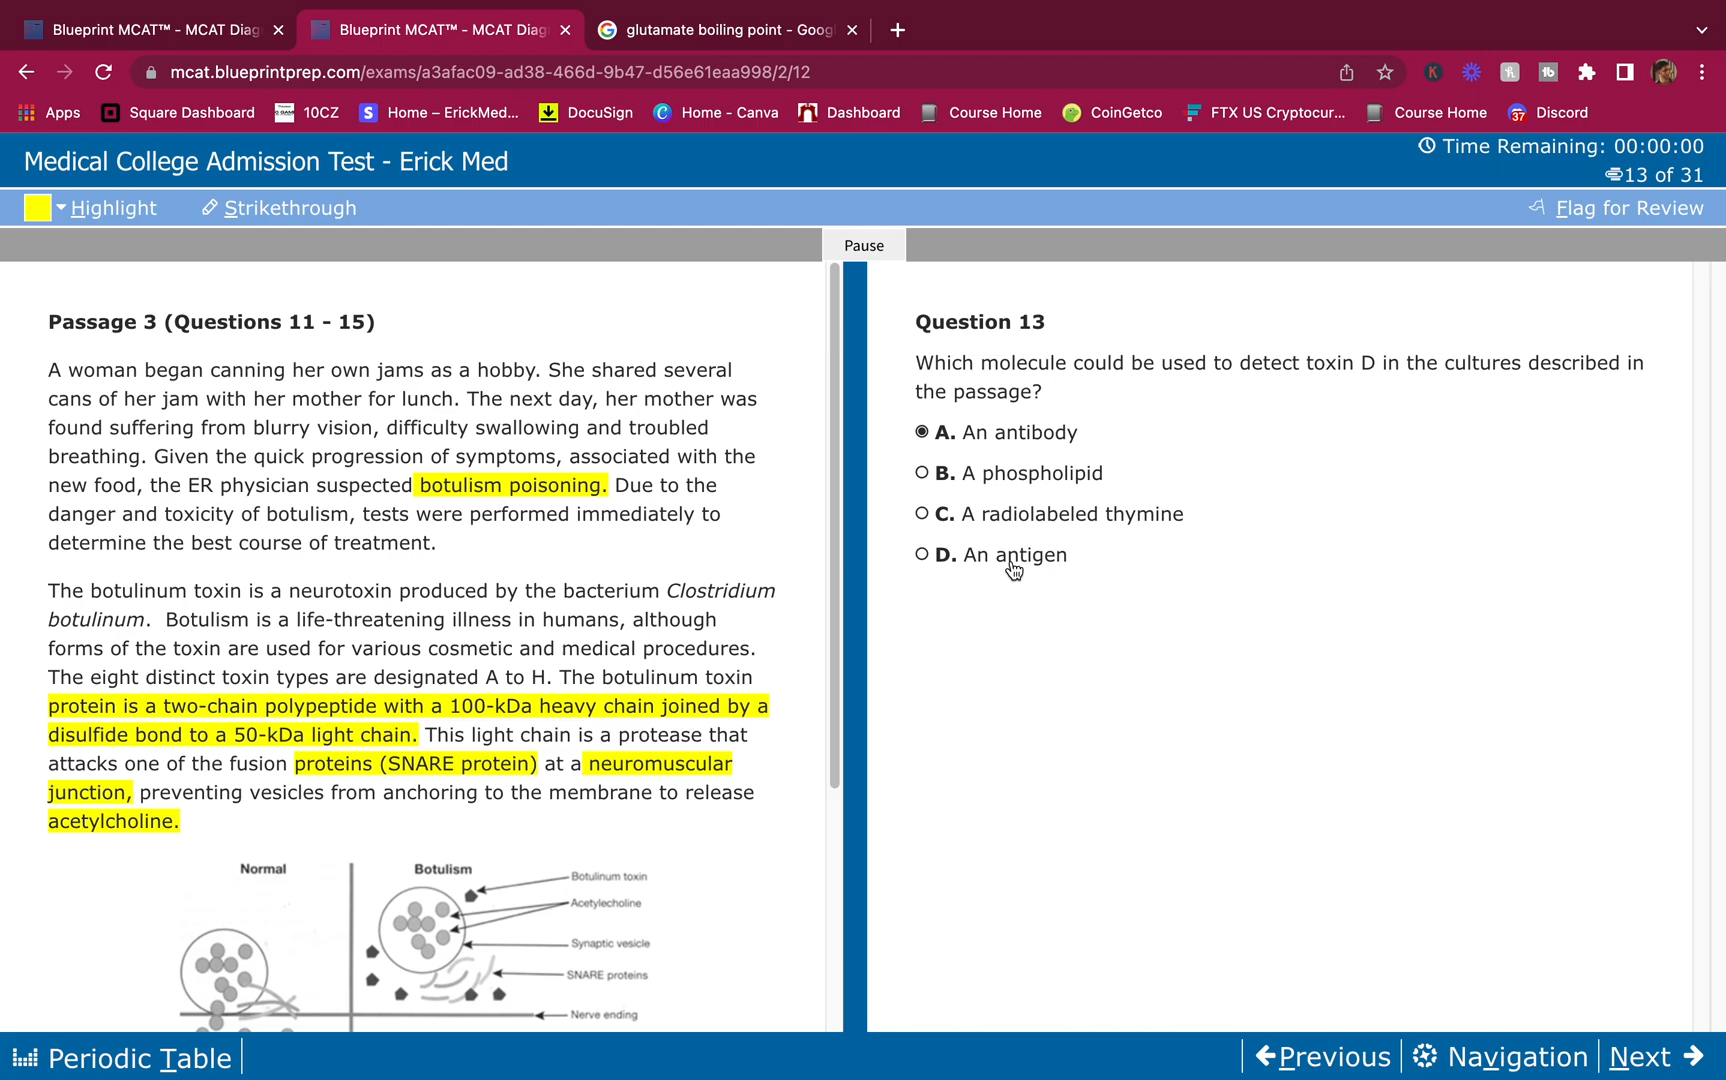 Blueprint MCAT™ - MCAT Diag
Blueprint MCAT™ - MCAT Diag
glutamate boiling point - Goog
mcat.blueprintprep.com/exams/a3afac09-ad38-466d-9b47-d56e61eaa998/2/12
Apps Square Dashboard 10CZ Home – ErickMed... DocuSign Home - Canva Dashboard Course Home CoinGetco FTX US Cryptocur... Course Home 37 Discord
Medical College Admission Test - Erick Med
Time Remaining: 00:00:00
13 of 31
Highlight Strikethrough Flag for Review
Pause
Passage 3 (Questions 11 - 15)
A woman began canning her own jams as a hobby. She shared several
cans of her jam with her mother for lunch. The next day, her mother was
found suffering from blurry vision, difficulty swallowing and troubled
breathing. Given the quick progression of symptoms, associated with the
new food, the ER physician suspected botulism poisoning. Due to the
danger and toxicity of botulism, tests were performed immediately to
determine the best course of treatment.
The botulinum toxin is a neurotoxin produced by the bacterium Clostridium
botulinum. Botulism is a life-threatening illness in humans, although
forms of the toxin are used for various cosmetic and medical procedures.
The eight distinct toxin types are designated A to H. The botulinum toxin
protein is a two-chain polypeptide with a 100-kDa heavy chain joined by a
disulfide bond to a 50-kDa light chain. This light chain is a protease that
attacks one of the fusion proteins (SNARE protein) at a neuromuscular
junction, preventing vesicles from anchoring to the membrane to release
acetylcholine.
Normal
Botulism
Botulinum toxin
Acetylecholine
Synaptic vesicle
SNARE proteins
Nerve ending
Question 13
Which molecule could be used to detect toxin D in the cultures described in
the passage?
A. An antibody
B. A phospholipid
C. A radiolabeled thymine
D. An antigen
Periodic Table Previous Navigation Next